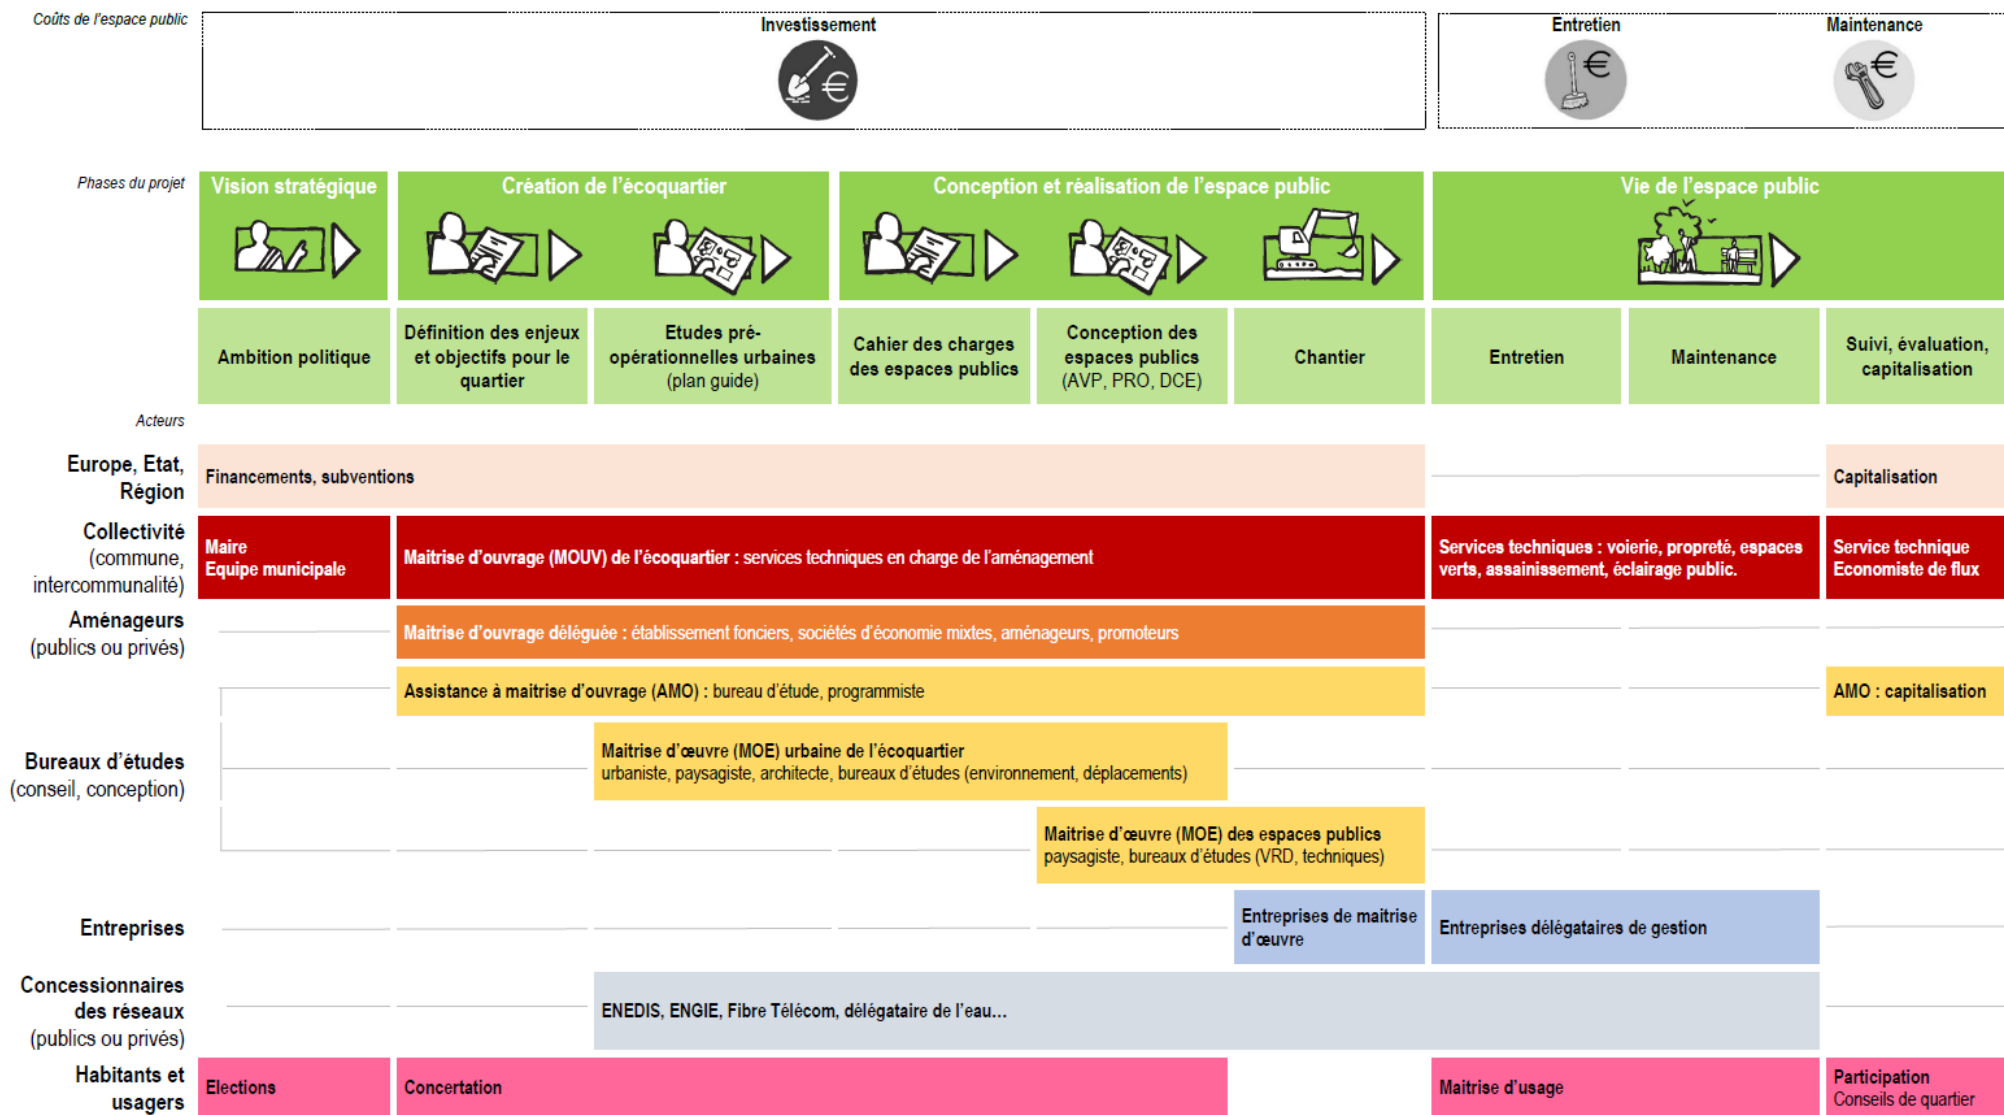 Coûts de l'espace public
Investissement
Entretien
Maintenance
€
€
€
Phases du projet
Vision stratégique
Création de l'écoquartier
Conception et réalisation de l'espace public
Vie de l'espace public
Ambition politique
Définition des enjeux
et objectifs pour le
quartier
Etudes pré-
opérationnelles urbaines
(plan guide)
Cahier des charges
des espaces publics
Conception des
espaces publics
(AVP, PRO, DCE)
Chantier
Entretien
Maintenance
Suivi, évaluation,
capitalisation
Acteurs
Europe, Etat,
Région
Financements, subventions
Capitalisation
Collectivité
(commune,
intercommunalité)
Maire
Equipe municipale
Maitrise d'ouvrage (MOUV) de l'écoquartier : services techniques en charge de l'aménagement
Services techniques : voierie, propreté, espaces
verts, assainissement, éclairage public.
Service technique
Economiste de flux
Aménageurs
(publics ou privés)
Maitrise d'ouvrage déléguée : établissement fonciers, sociétés d'économie mixtes, aménageurs, promoteurs
Assistance à maitrise d'ouvrage (AMO) : bureau d'étude, programmiste
AMO : capitalisation
Bureaux d'études
(conseil, conception)
Maitrise d'œuvre (MOE) urbaine de l'écoquartier
urbaniste, paysagiste, architecte, bureaux d'études (environnement, déplacements)
Maitrise d'œuvre (MOE) des espaces publics
paysagiste, bureaux d'études (VRD, techniques)
Entreprises
Entreprises de maitrise
d'œuvre
Entreprises délégataires de gestion
Concessionnaires
des réseaux
(publics ou privés)
ENEDIS, ENGIE, Fibre Télécom, délégataire de l'eau…
Habitants et
usagers
Elections
Concertation
Maitrise d'usage
Participation
Conseils de quartier